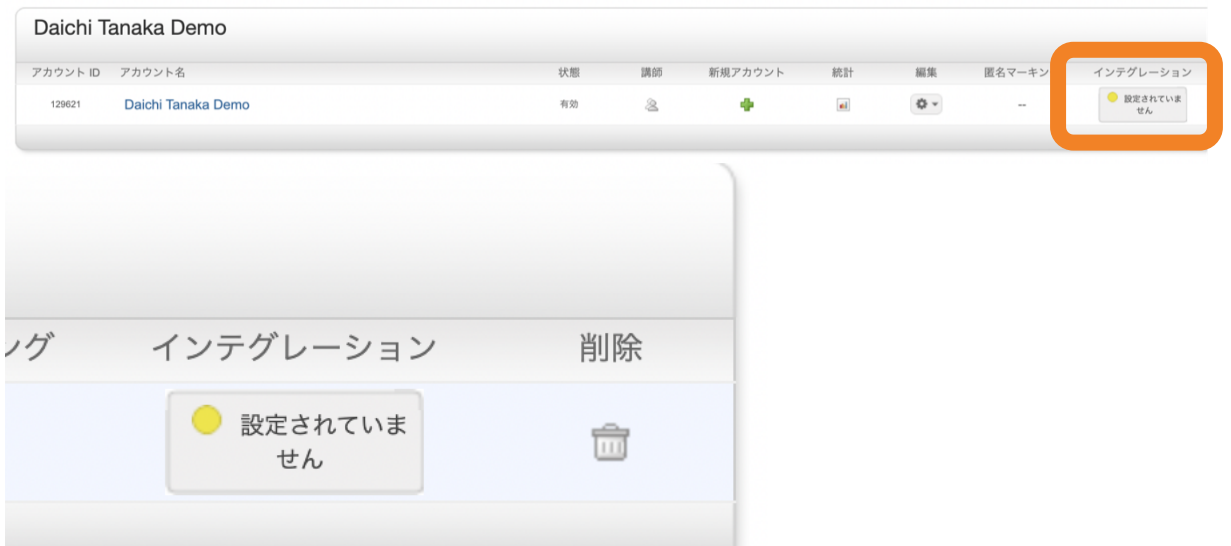 Daichi Tanaka Demo
アカウント ID アカウント名 状態 講師 新規アカウント 統計 編集 匿名マーキン インテグレーション
129621 Daichi Tanaka Demo 有効 -- 設定されていま
せん
ング インテグレーション 削除
設定されていま
せん